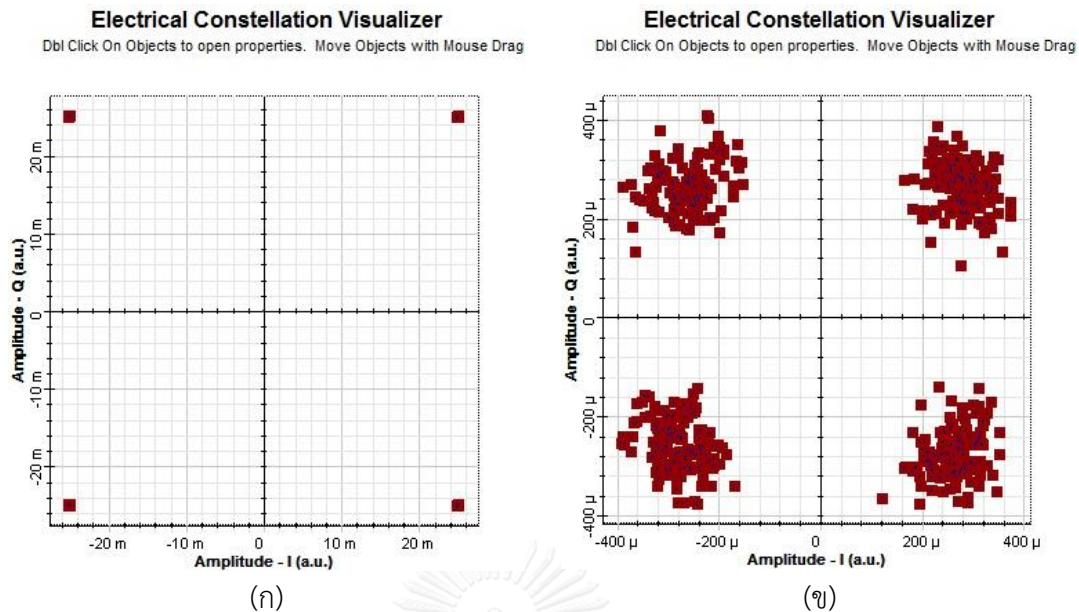 Electrical Constellation Visualizer
Dbl Click On Objects to open properties. Move Objects with Mouse Drag
20 m
10 m
0
-10 m
-20 m
Amplitude - Q (a.u.)
-20 m -10 m 0 10 m 20 m
Amplitude - I (a.u.)
(ก)
Electrical Constellation Visualizer
Dbl Click On Objects to open properties. Move Objects with Mouse Drag
400 µ
200 µ
0
-200 µ
-400 µ
Amplitude - Q (a.u.)
-400 µ -200 µ 0 200 µ 400 µ
Amplitude - I (a.u.)
(ข)